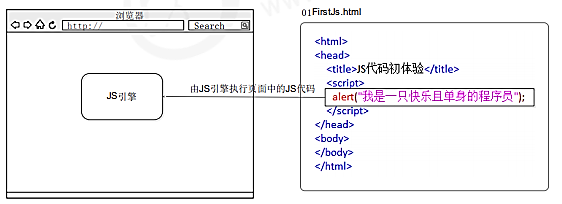 浏览器
http://
Search
JS引擎
由JS引擎执行页面中的JS代码
01FirstJs.html
<html>
<head>
<title>JS代码初体验</title>
<script>
alert("我是一只快乐且单身的程序员");
</script>
</head>
<body>
</body>
</html>